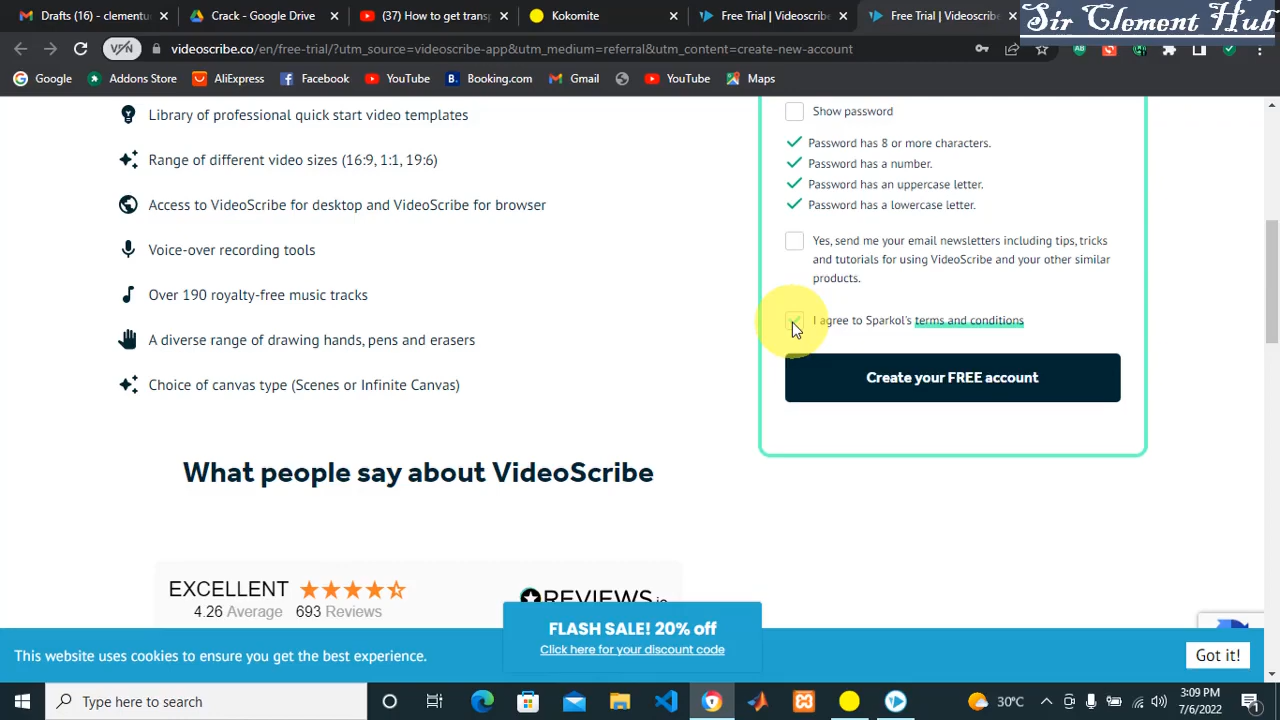 Drafts (16) - clementu
Crack - Google Drive
(37) How to get transp
Kokomite
Free Trial | Videoscribe
Free Trial | Videoscribe
Sir Clement Hub
VPN
videoscribe.co/en/free-trial/?utm_source=videoscribe-app&utm_medium=referral&utm_content=create-new-account
Google
Addons Store
AliExpress
Facebook
YouTube
Booking.com
Gmail
YouTube
Maps
Library of professional quick start video templates
Range of different video sizes (16:9, 1:1, 19:6)
Access to VideoScribe for desktop and VideoScribe for browser
Voice-over recording tools
Over 190 royalty-free music tracks
A diverse range of drawing hands, pens and erasers
Choice of canvas type (Scenes or Infinite Canvas)
Show password
Password has 8 or more characters.
Password has a number.
Password has an uppercase letter.
Password has a lowercase letter.
Yes, send me your email newsletters including tips, tricks
and tutorials for using VideoScribe and your other similar
products.
I agree to Sparkol's terms and conditions
Create your FREE account
What people say about VideoScribe
EXCELLENT
4.26 Average 693 Reviews
REVIEWS.io
FLASH SALE! 20% off
Click here for your discount code
This website uses cookies to ensure you get the best experience.
Got it!
Type here to search
30°C
3:09 PM
7/6/2022